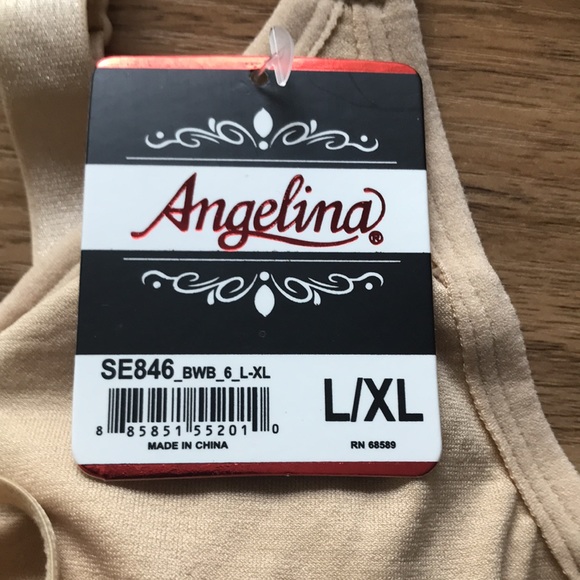 Angelina®
SE846_BWB_6_L-XL
L/XL
8 85851 55201 0
MADE IN CHINA
RN 68589